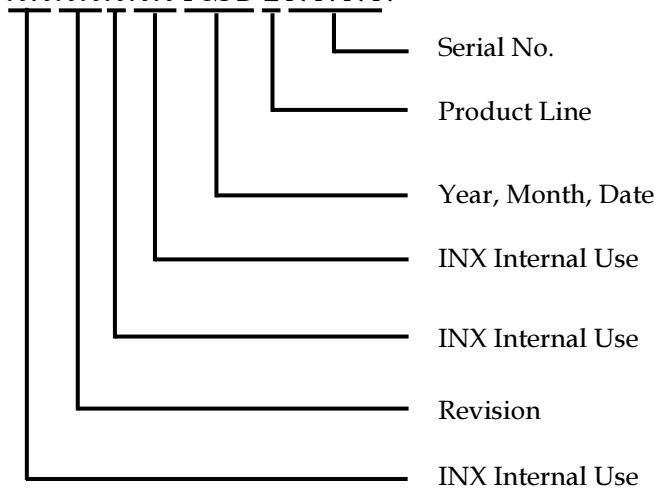 Serial No.
Product Line
Year, Month, Date
INX Internal Use
INX Internal Use
Revision
INX Internal Use